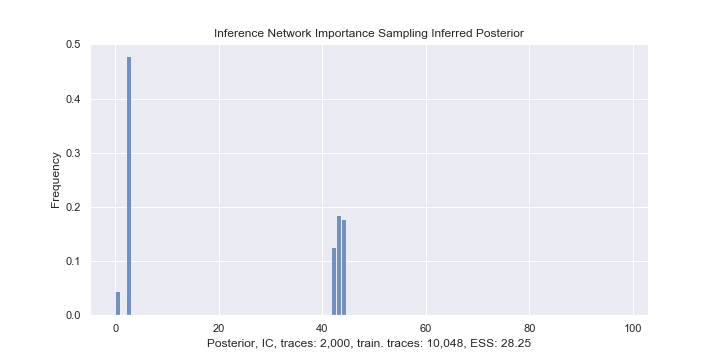 Inference Network Importance Sampling Inferred Posterior
0.5
0.4
0.3
0.2
0.1
0.0
Frequency
0 20 40 60 80 100
Posterior, IC, traces: 2,000, train. traces: 10,048, ESS: 28.25